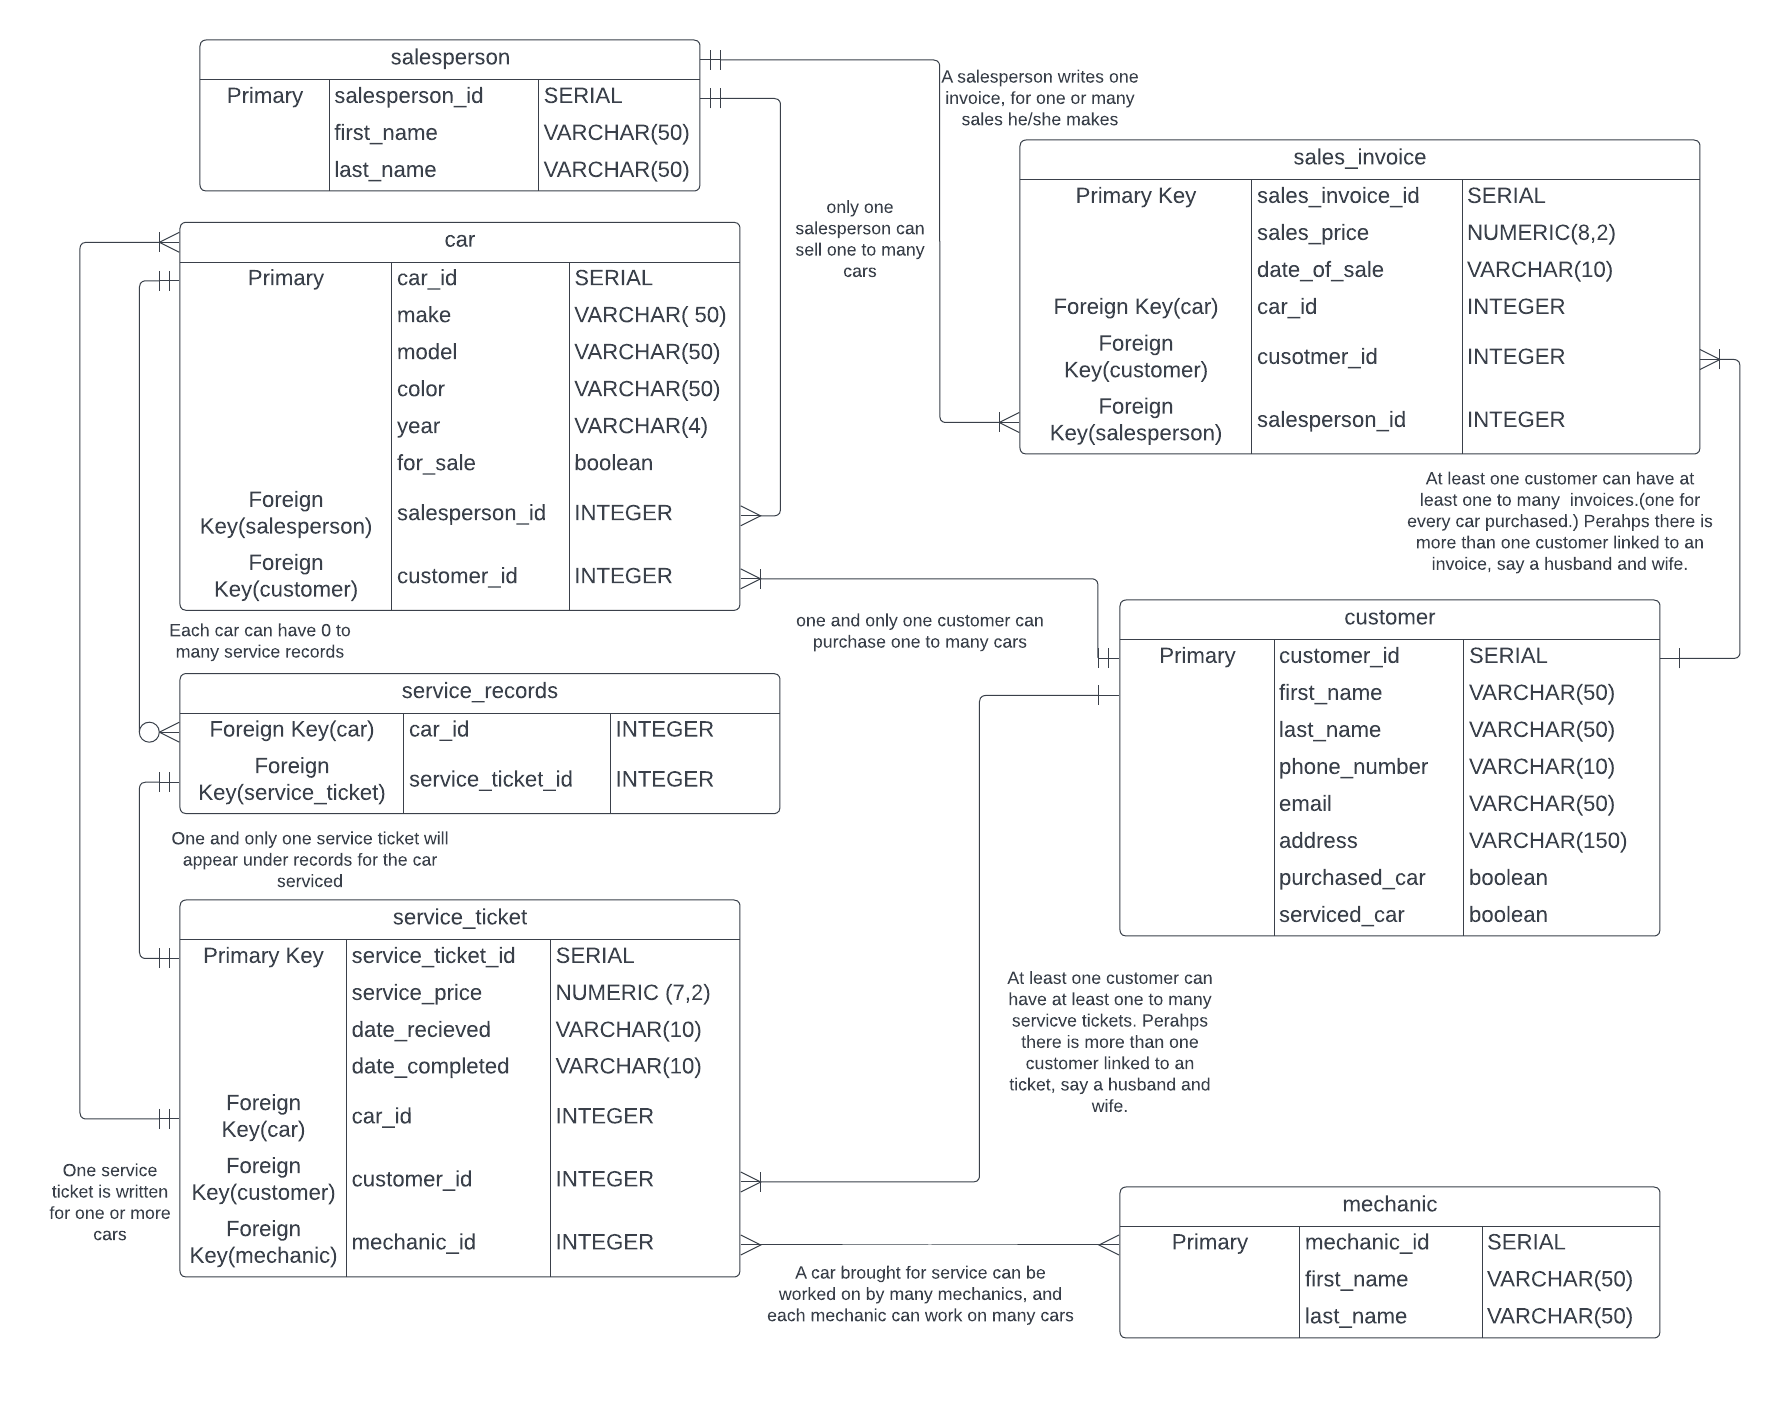 salesperson
Primary salesperson_id SERIAL
first_name VARCHAR(50)
last_name VARCHAR(50)
A salesperson writes one
invoice, for one or many
sales he/she makes
only one
salesperson can
sell one to many
cars
sales_invoice
Primary Key sales_invoice_id SERIAL
sales_price NUMERIC(8,2)
date_of_sale VARCHAR(10)
Foreign Key(car) car_id INTEGER
Foreign
Key(customer) cusotmer_id INTEGER
Foreign
Key(salesperson) salesperson_id INTEGER
car
Primary car_id SERIAL
make VARCHAR( 50)
model VARCHAR(50)
color VARCHAR(50)
year VARCHAR(4)
for_sale boolean
Foreign
Key(salesperson) salesperson_id INTEGER
Foreign
Key(customer) customer_id INTEGER
At least one customer can have at
least one to many  invoices.(one for
every car purchased.) Perahps there is
more than one customer linked to an
invoice, say a husband and wife.
Each car can have 0 to
many service records
one and only one customer can
purchase one to many cars
customer
Primary customer_id SERIAL
first_name VARCHAR(50)
last_name VARCHAR(50)
phone_number VARCHAR(10)
email VARCHAR(50)
address VARCHAR(150)
purchased_car boolean
serviced_car boolean
service_records
Foreign Key(car) car_id INTEGER
Foreign
Key(service_ticket) service_ticket_id INTEGER
One and only one service ticket will
appear under records for the car
serviced
service_ticket
Primary Key service_ticket_id SERIAL
service_price NUMERIC (7,2)
date_recieved VARCHAR(10)
date_completed VARCHAR(10)
Foreign
Key(car) car_id INTEGER
Foreign
Key(customer) customer_id INTEGER
Foreign
Key(mechanic) mechanic_id INTEGER
At least one customer can
have at least one to many
servicve tickets. Perahps
there is more than one
customer linked to an
ticket, say a husband and
wife.
One service
ticket is written
for one or more
cars
mechanic
Primary mechanic_id SERIAL
first_name VARCHAR(50)
last_name VARCHAR(50)
A car brought for service can be
worked on by many mechanics, and
each mechanic can work on many cars